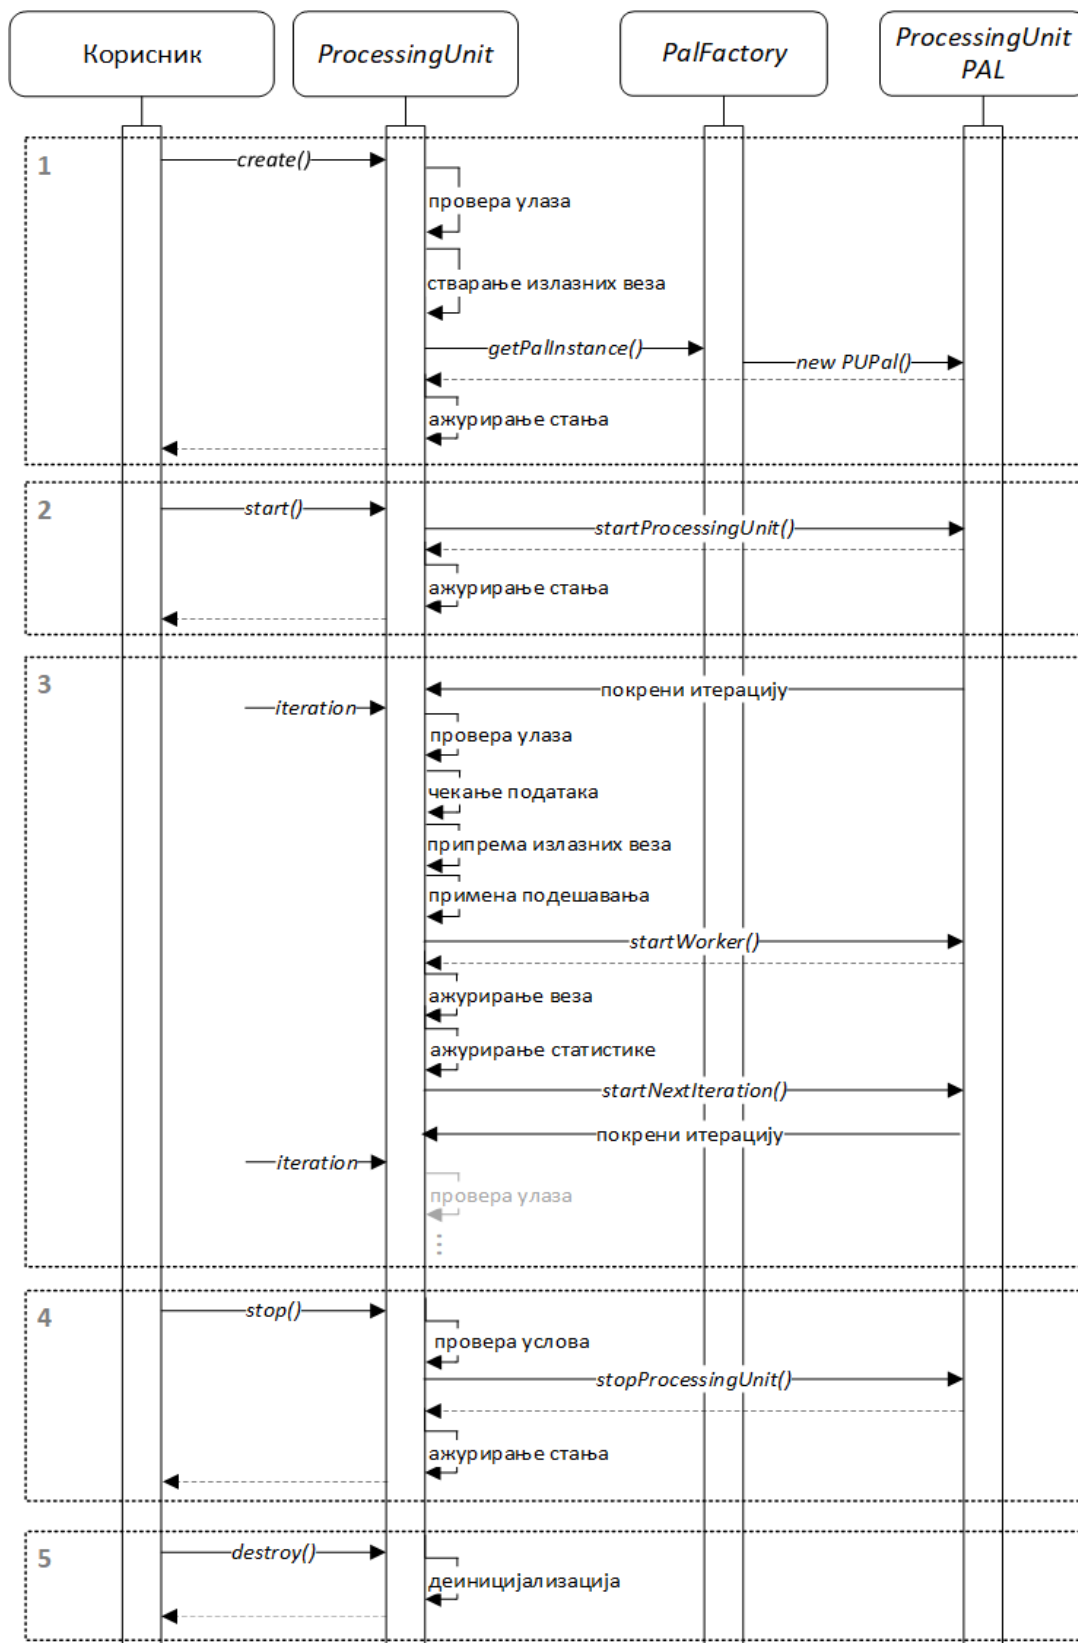 Корисник
ProcessingUnit
PalFactory
ProcessingUnit
PAL
1
create()
провера улаза
стварање излазних веза
getPalInstance()
new PUPal()
ажурирање стања
2
start()
startProcessingUnit()
ажурирање стања
3
покрени итерацију
iteration
провера улаза
чекање података
припрема излазних веза
примена подешавања
startWorker()
ажурирање веза
ажурирање статистике
startNextIteration()
покрени итерацију
iteration
провера улаза
...
4
stop()
провера услова
stopProcessingUnit()
ажурирање стања
5
destroy()
деиницијализација